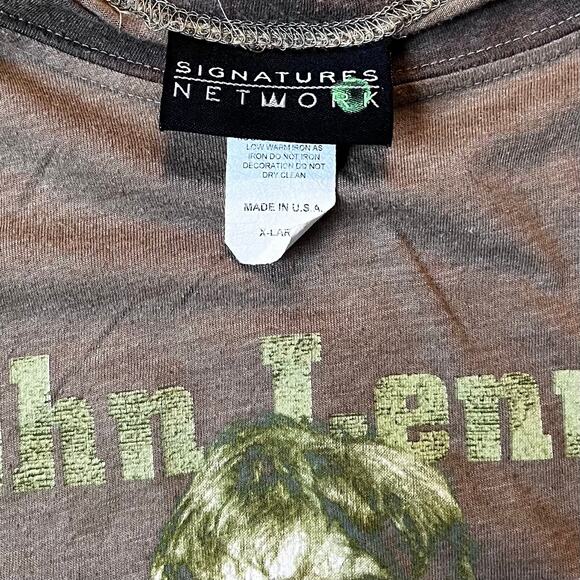 SIGNATURES
NETWORK
LOW WARM IRON AS
IRON DO NOT IRON
DECORATION DO NOT
DRY CLEAN
MADE IN U.S.A.
X-LAR
hn Lenn